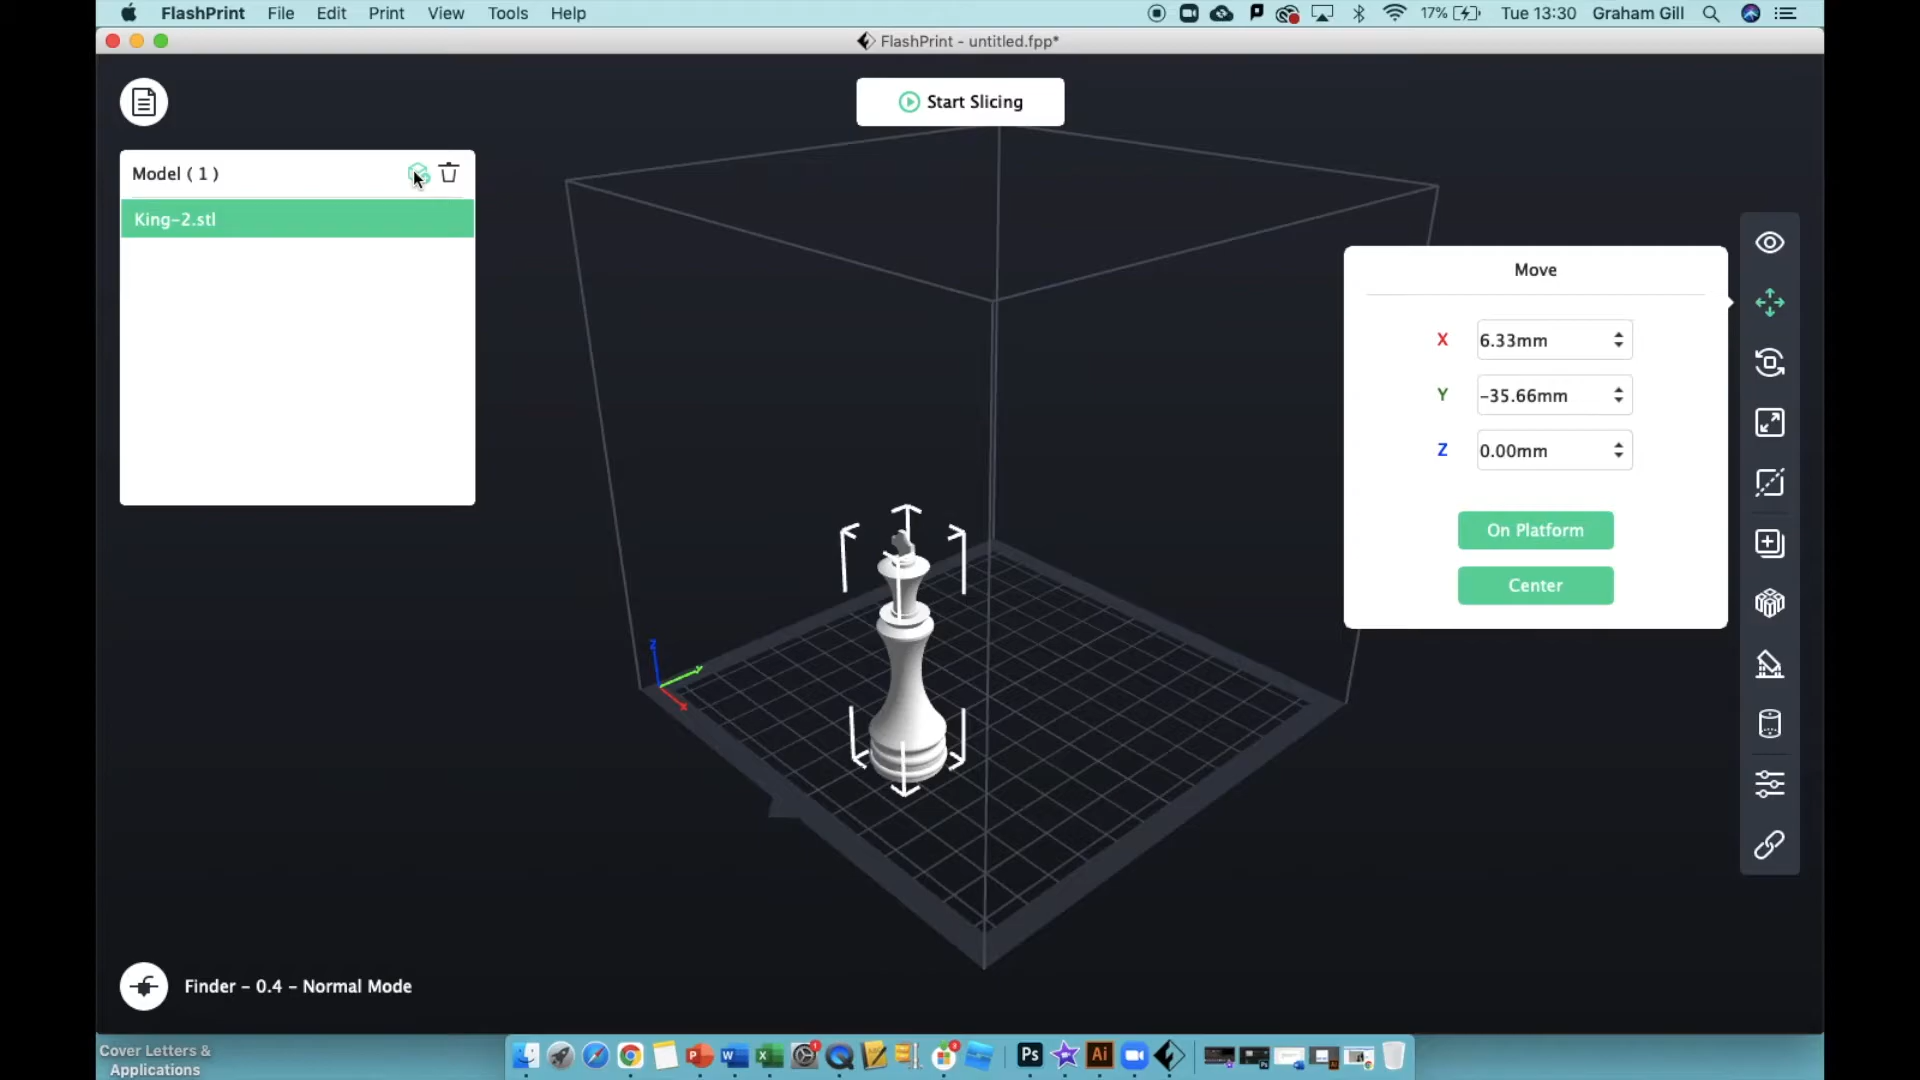 FlashPrint File Edit Print View Tools Help 17% Tue 13:30 Graham Gill
FlashPrint - untitled.fpp*
Start Slicing
Model ( 1 )
King-2.stl
Move
X 6.33mm
Y -35.66mm
Z 0.00mm
On Platform
Center
Z
Y
X
Finder - 0.4 - Normal Mode
Cover Letters &
Applications
P W X Ps Ai